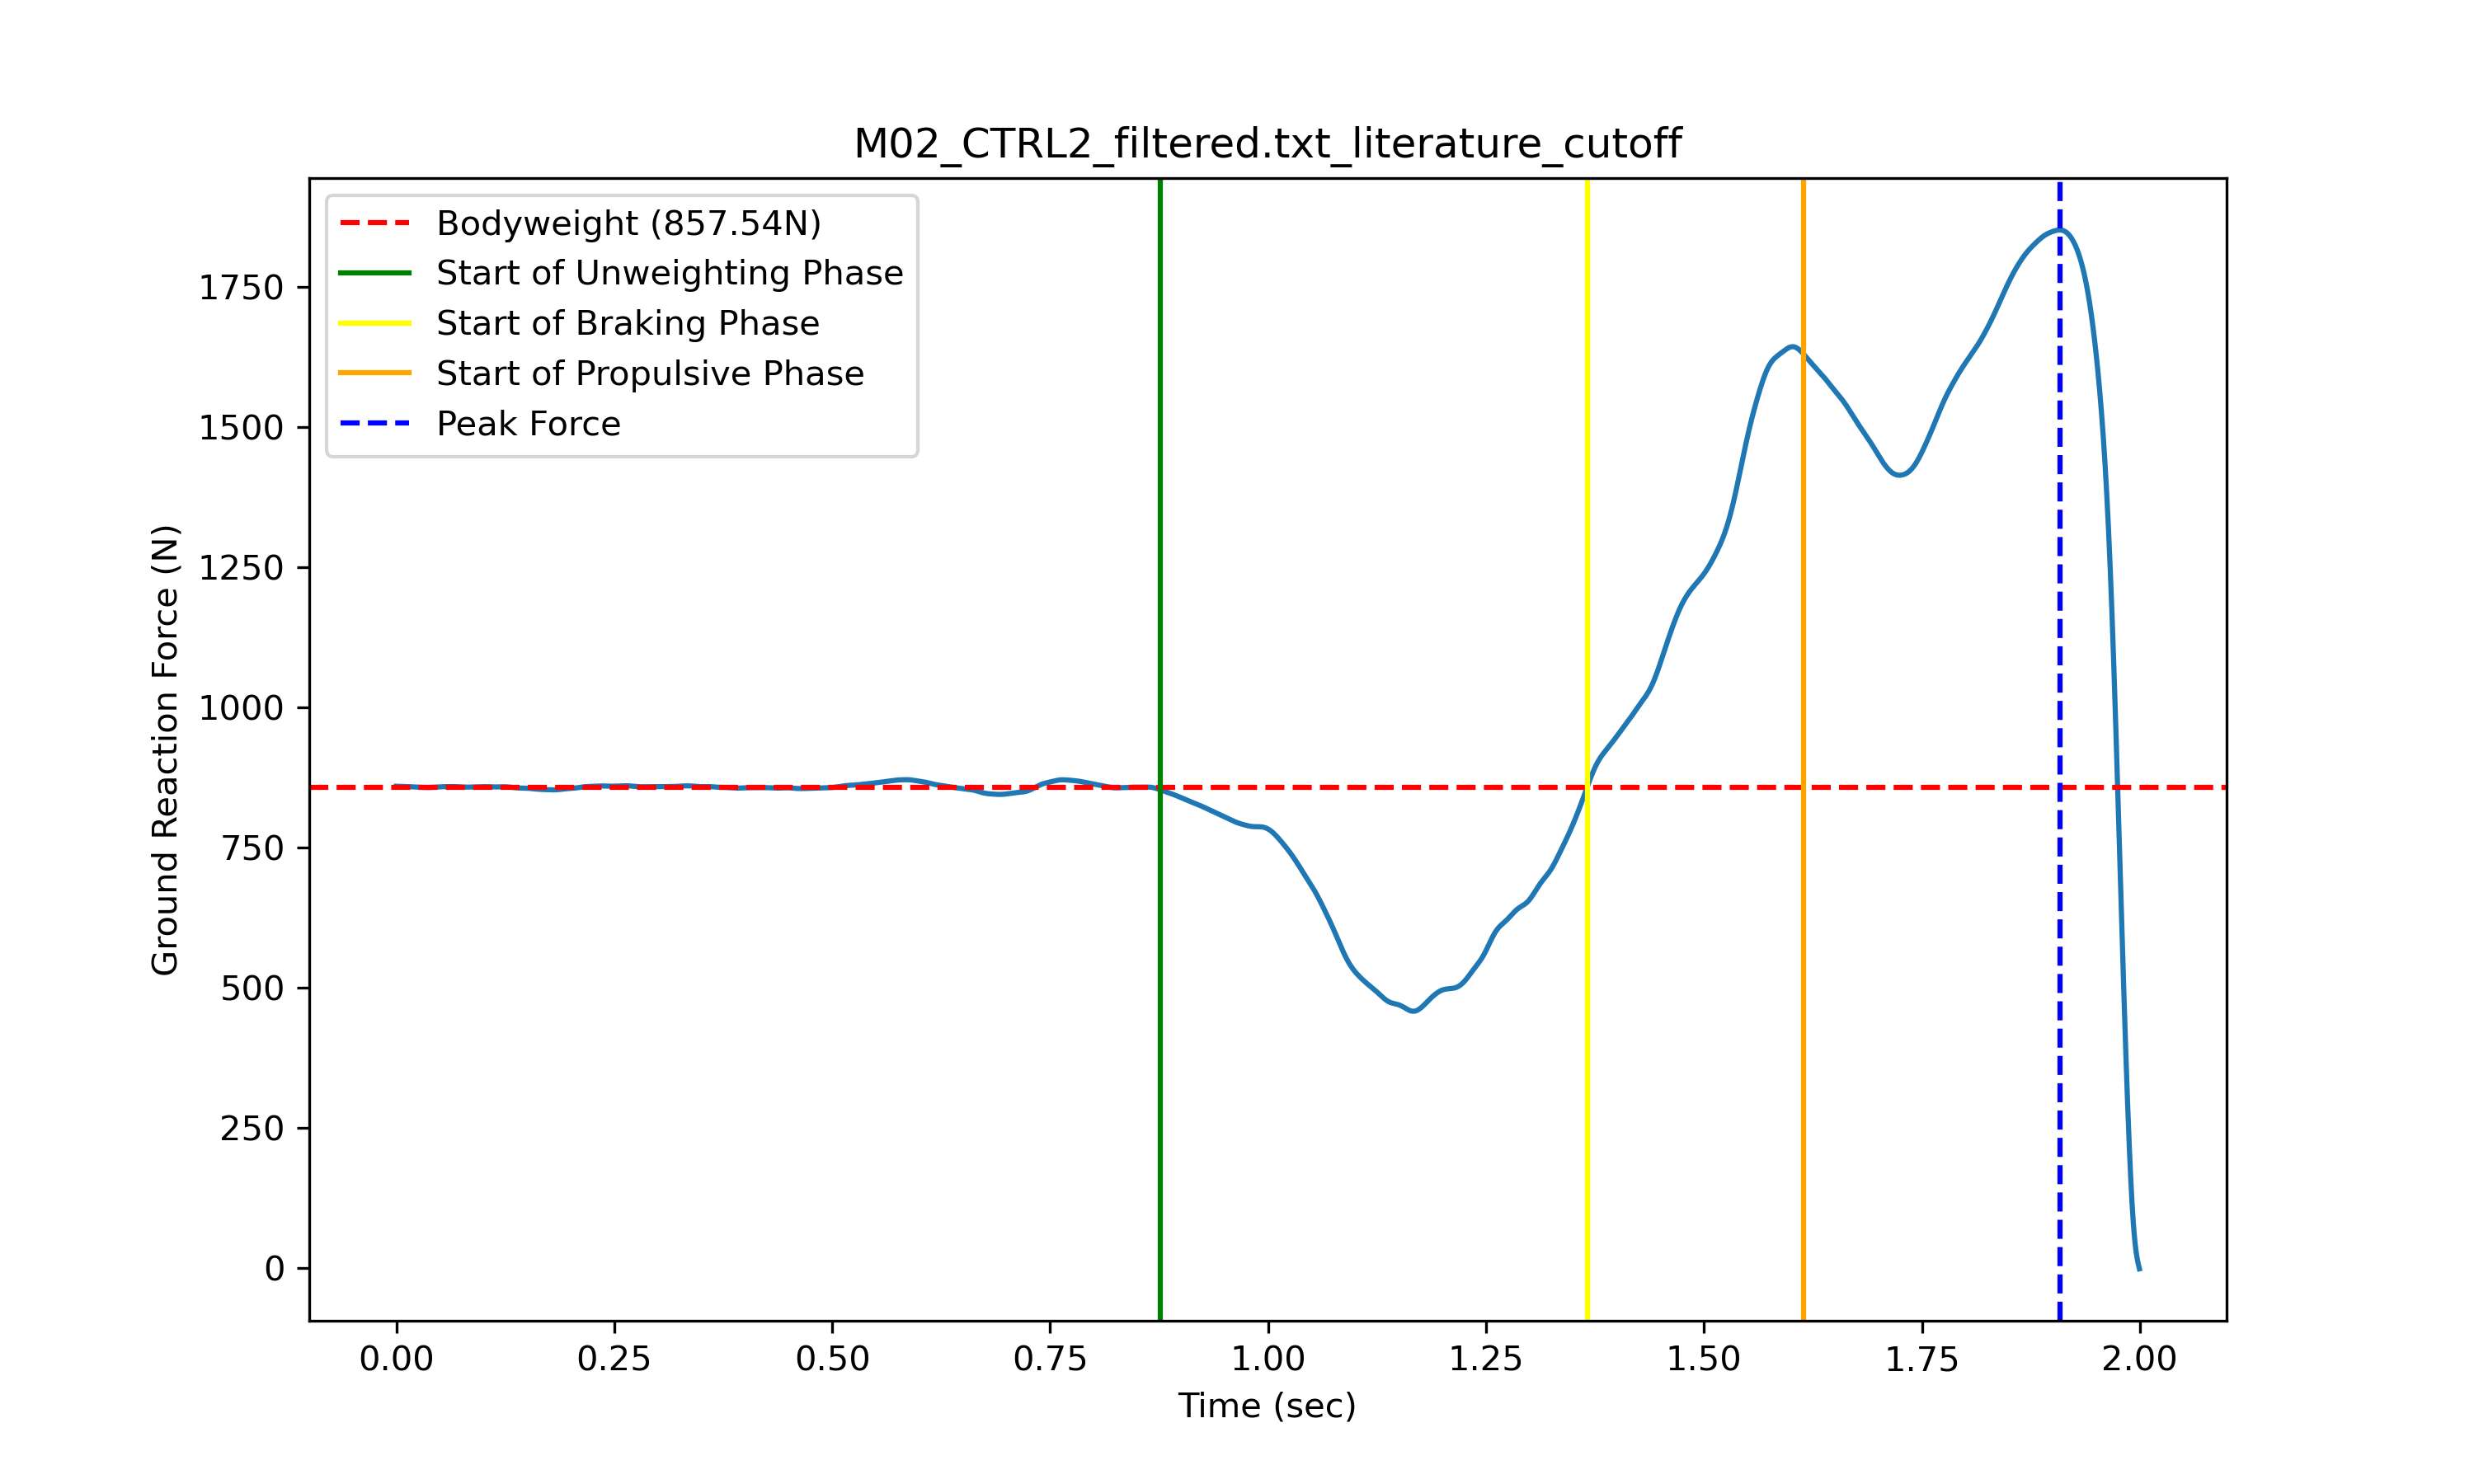 M02_CTRL2_filtered.txt_literature_cutoff
Bodyweight (857.54N)
Start of Unweighting Phase
Start of Braking Phase
Start of Propulsive Phase
Peak Force
Ground Reaction Force (N)
1750
1500
1250
1000
750
500
250
0
0.00 0.25 0.50 0.75 1.00 1.25 1.50 1.75 2.00
Time (sec)